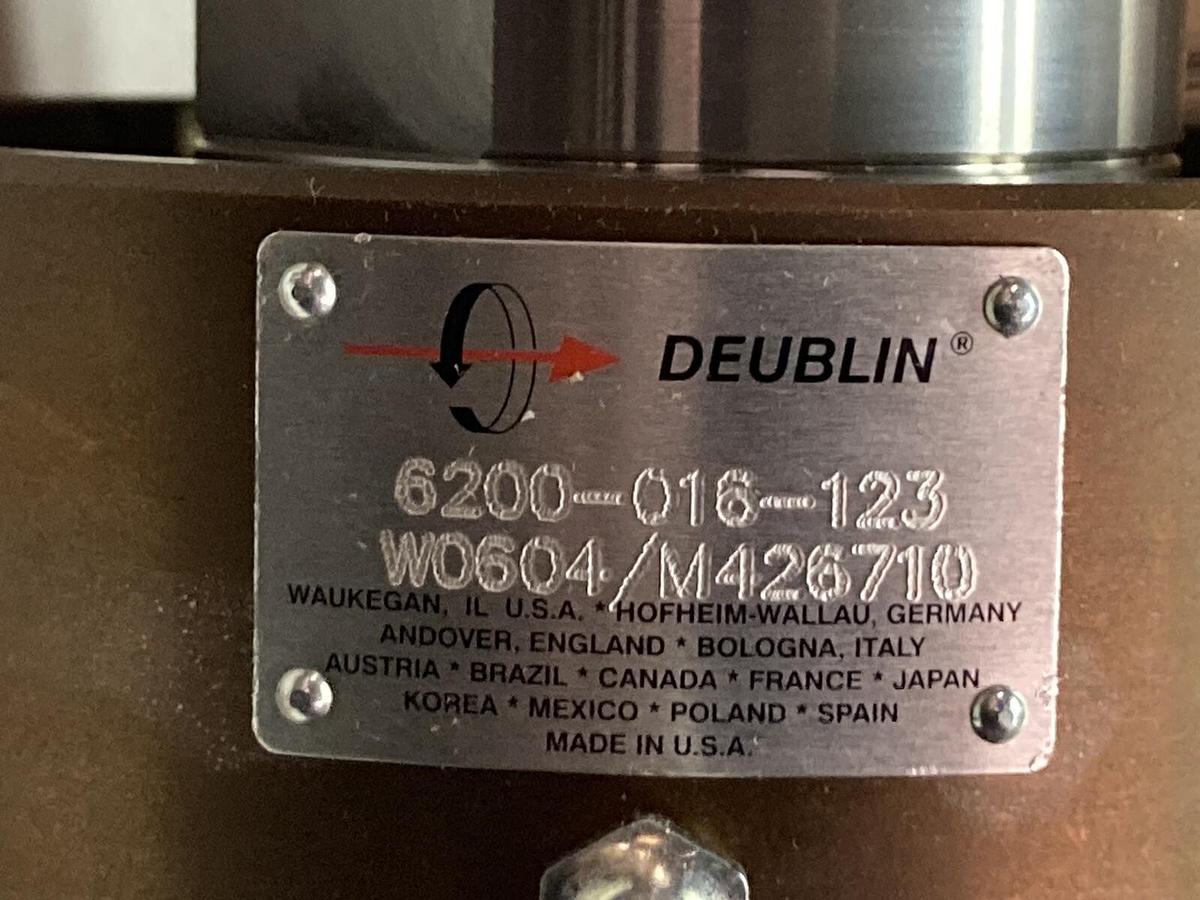 DEUBLIN®
6200-016-123
W0604/M426710
WAUKEGAN, IL U.S.A. * HOFHEIM-WALLAU, GERMANY
ANDOVER, ENGLAND * BOLOGNA, ITALY
AUSTRIA * BRAZIL * CANADA * FRANCE * JAPAN
KOREA * MEXICO * POLAND * SPAIN
MADE IN U.S.A.